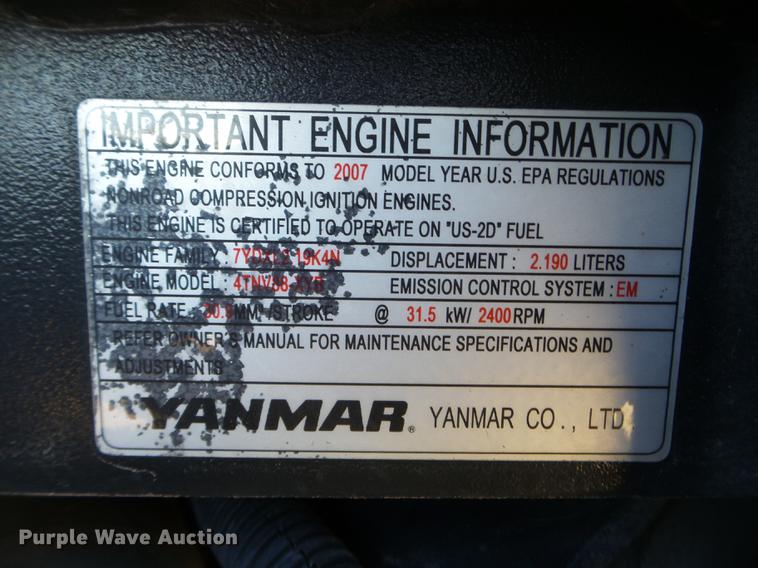 IMPORTANT ENGINE INFORMATION
THIS ENGINE CONFORMS TO 2007 MODEL YEAR U.S. EPA REGULATIONS
NONROAD COMPRESSION IGNITION ENGINES.
THIS ENGINE IS CERTIFIED TO OPERATE ON "US-2D" FUEL
ENGINE FAMILY : 7YDXL2.19K4N DISPLACEMENT : 2.190 LITERS
ENGINE MODEL : EMISSION CONTROL SYSTEM : EM
FUEL RATE : MM³/STROKE @ 31.5 kW/ 2400 RPM
REFER OWNER'S MANUAL FOR MAINTENANCE SPECIFICATIONS AND
ADJUSTMENTS
YANMAR® YANMAR CO., LTD
Purple Wave Auction